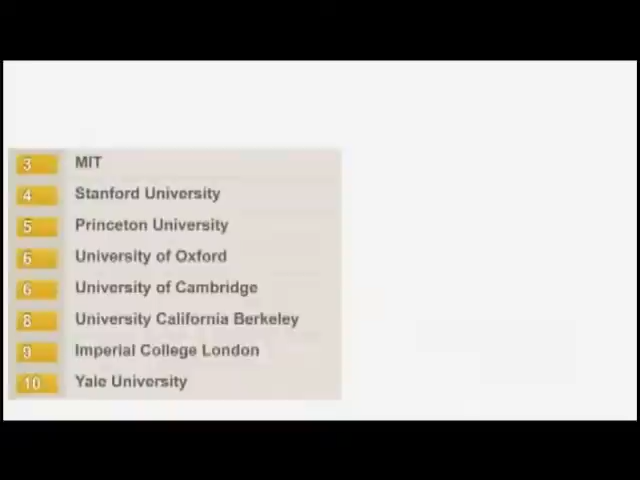 3 MIT
4 Stanford University
5 Princeton University
6 University of Oxford
6 University of Cambridge
8 University California Berkeley
9 Imperial College London
10 Yale University